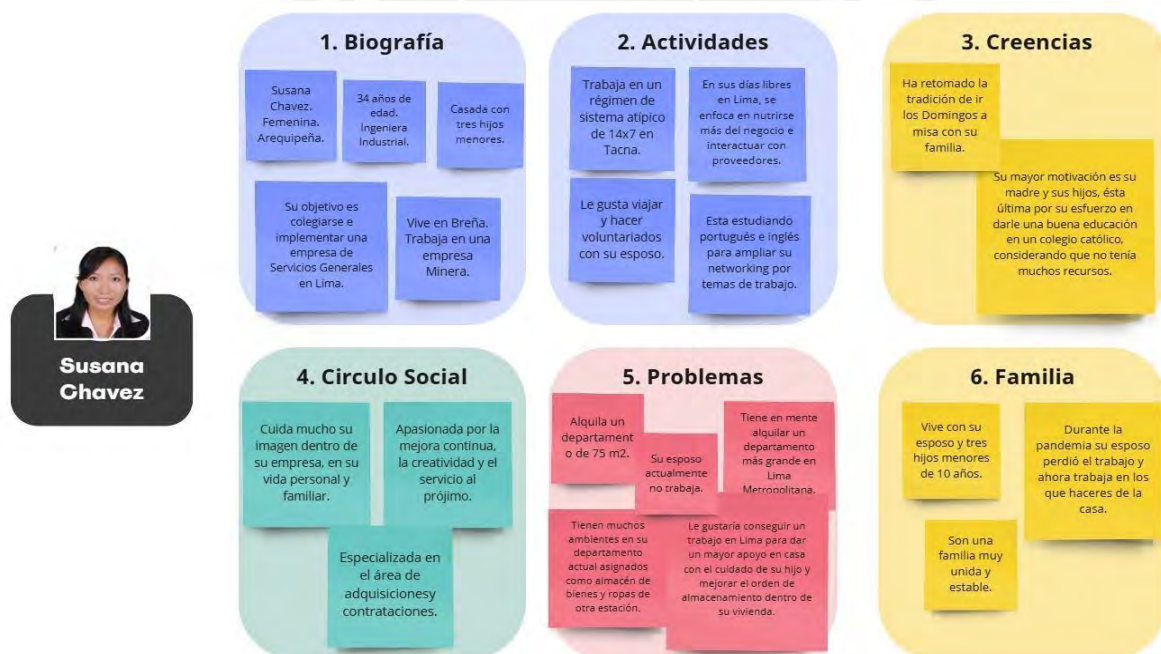 1. Biografía
Susana
Chavez.
Femenina.
Arequipeña.
34 años de
edad.
Ingeniera
Industrial.
Casada con
tres hijos
menores.
Su objetivo es
colegiarse e
implementar una
empresa de
Servicios Generales
en Lima.
Vive en Breña.
Trabaja en una
empresa
Minera.
2. Actividades
Trabaja en un
régimen de
sistema atípico
de 14x7 en
Tacna.
En sus días libres
en Lima, se
enfoca en nutrirse
más del negocio e
interactuar con
proveedores.
Le gusta viajar
y hacer
voluntariados
con su esposo.
Esta estudiando
portugués e inglés
para ampliar su
networking por
temas de trabajo.
3. Creencias
Ha retomado la
tradición de ir
los Domingos a
misa con su
familia.
Su mayor motivación es su
madre y sus hijos, ésta
última por su esfuerzo en
darle una buena educación
en un colegio católico,
considerando que no tenía
muchos recursos.
Susana
Chavez
4. Circulo Social
Cuida mucho su
imagen dentro de
su empresa, en su
vida personal y
familiar.
Apasionada por la
mejora continua,
la creatividad y el
servicio al
prójimo.
Especializada en
el área de
adquisicionesy
contrataciones.
5. Problemas
Alquila un
departament
o de 75 m2.
Su esposo
actualmente
no trabaja.
Tiene en mente
alquilar un
departamento
más grande en
Lima
Metropolitana.
Tienen muchos
ambientes en su
departamento
actual asignados
como almacén de
bienes y ropas de
otra estación.
Le gustaría conseguir un
trabajo en Lima para dar
un mayor apoyo en casa
con el cuidado de su hijo y
mejorar el orden de
almacenamiento dentro de
su vivienda.
6. Familia
Vive con su
esposo y tres
hijos menores
de 10 años.
Durante la
pandemia su esposo
perdió el trabajo y
ahora trabaja en los
que haceres de la
casa.
Son una
familia muy
unida y
estable.